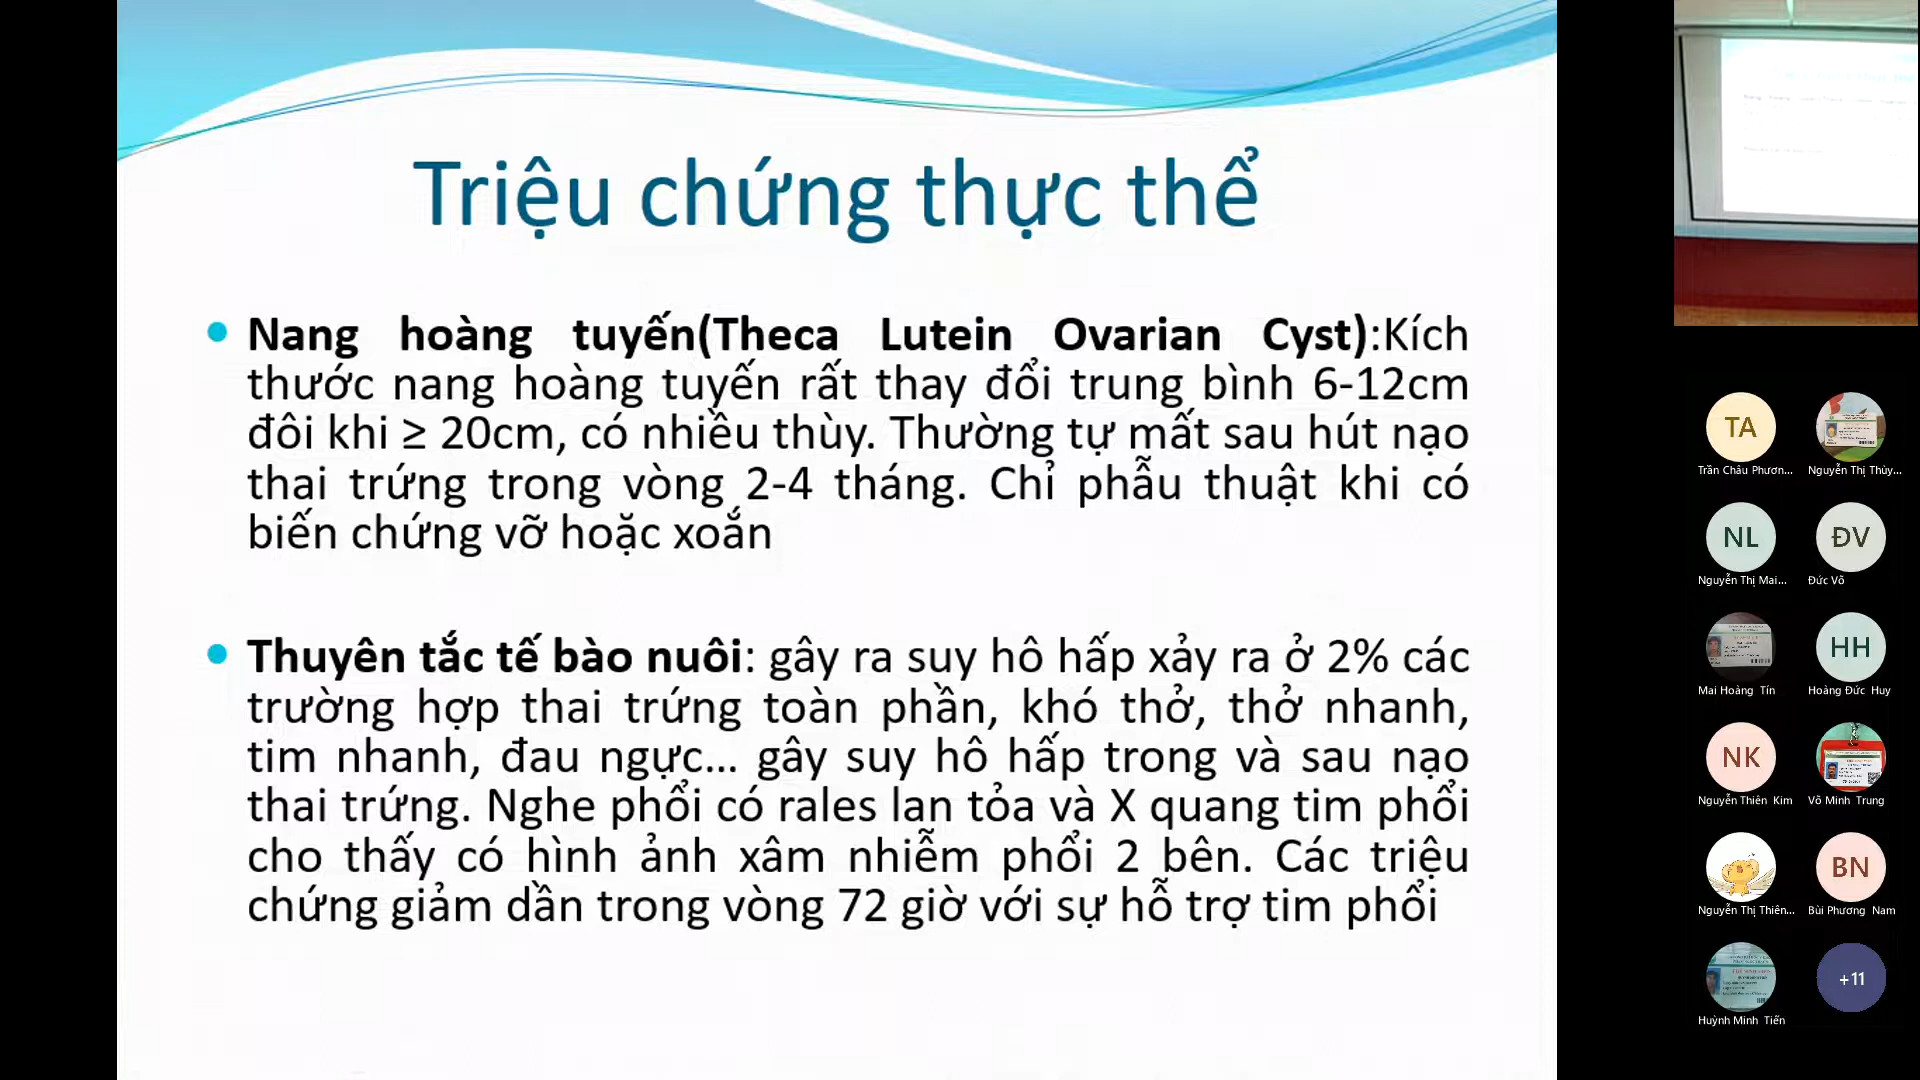 Triệu chứng thực thể
Nang hoàng tuyến(Theca Lutein Ovarian Cyst):Kích
thước nang hoàng tuyến rất thay đổi trung bình 6-12cm
đôi khi ≥ 20cm, có nhiều thùy. Thường tự mất sau hút nạo
thai trứng trong vòng 2-4 tháng. Chỉ phẫu thuật khi có
biến chứng vỡ hoặc xoắn
Thuyên tắc tế bào nuôi: gây ra suy hô hấp xảy ra ở 2% các
trường hợp thai trứng toàn phần, khó thở, thở nhanh,
tim nhanh, đau ngực... gây suy hô hấp trong và sau nạo
thai trứng. Nghe phổi có rales lan tỏa và X quang tim phổi
cho thấy có hình ảnh xâm nhiễm phổi 2 bên. Các triệu
chứng giảm dần trong vòng 72 giờ với sự hỗ trợ tim phổi
TA
Trần Châu Phươn...
Nguyễn Thị Thùy...
NL
ĐV
Nguyễn Thị Mai...
Đức Võ
HH
Mai Hoàng Tín
Hoàng Đức Huy
NK
Nguyễn Thiên Kim
Võ Minh Trung
BN
Nguyễn Thị Thiên...
Bùi Phương Nam
+11
Huỳnh Minh Tiến